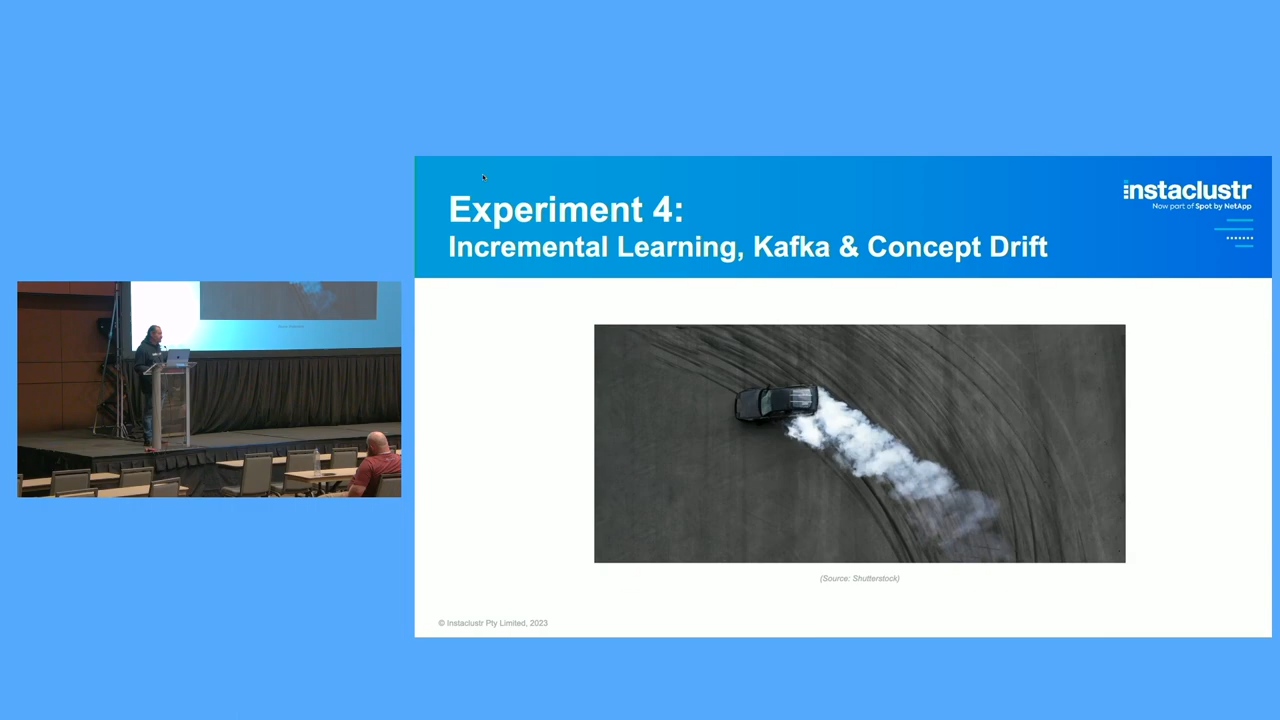 Experiment 4:
Incremental Learning, Kafka & Concept Drift
instaclustr
Now part of Spot by NetApp
(Source: Shutterstock)
© Instaclustr Pty Limited, 2023